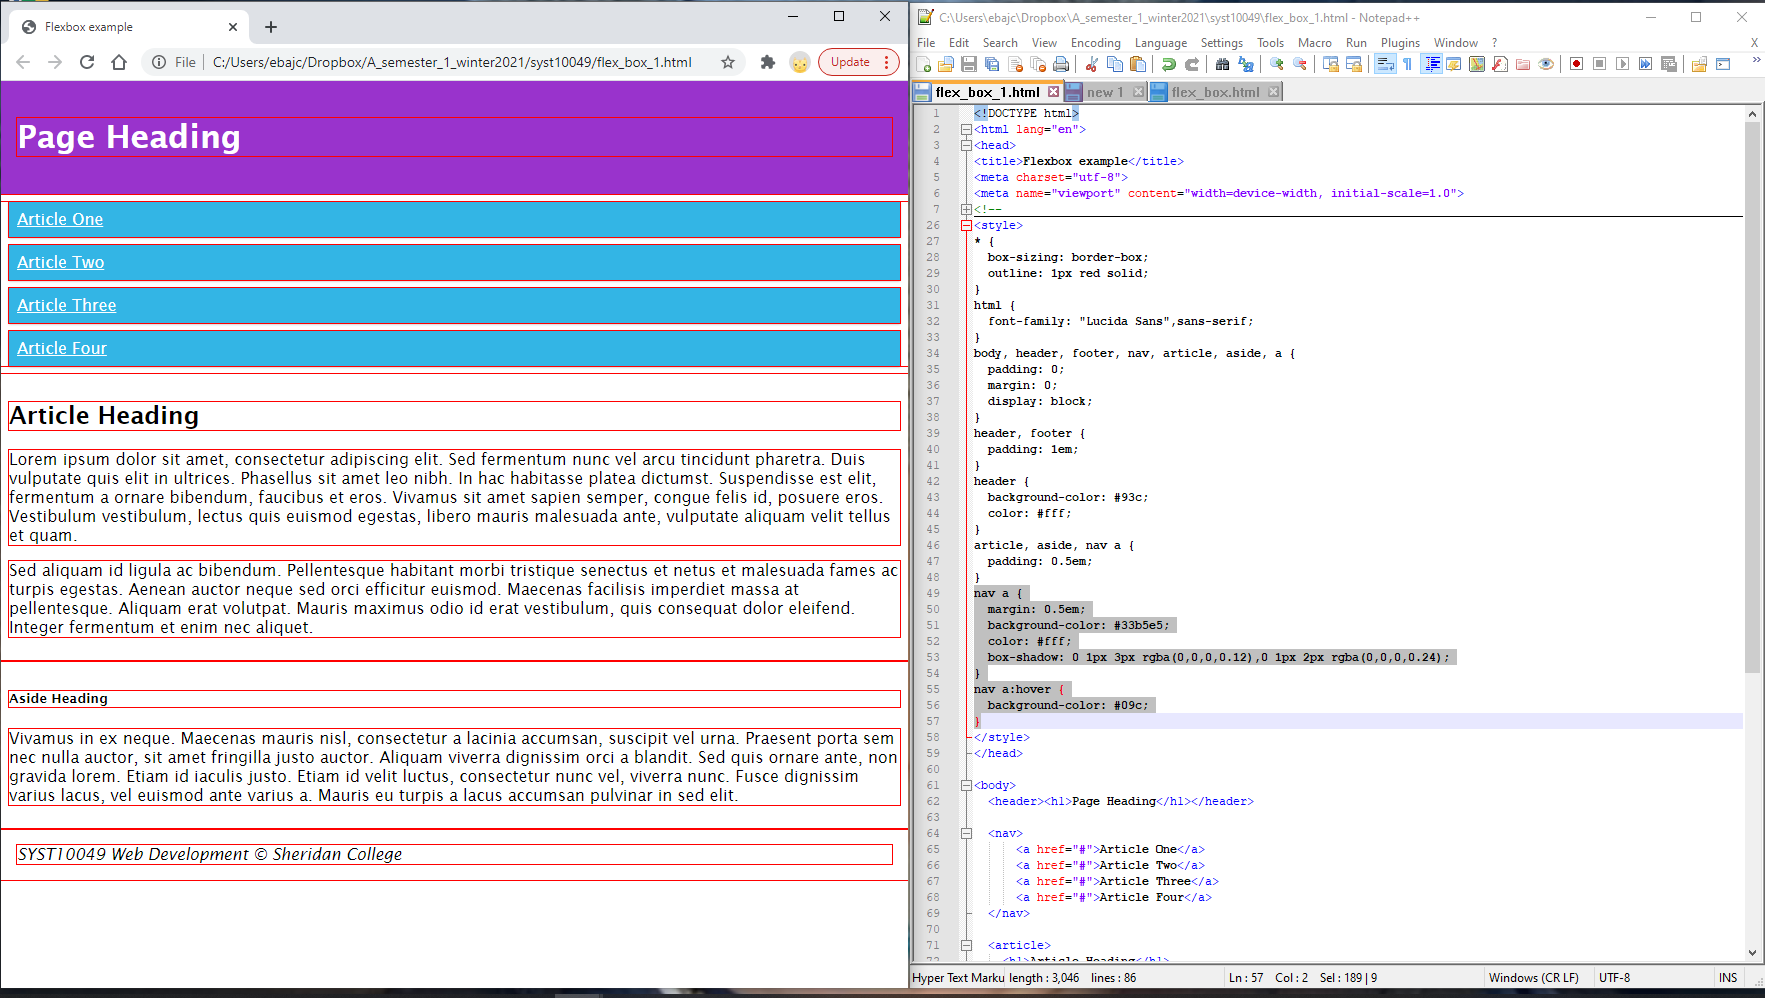 Flexbox example
File C:/Users/ebajc/Dropbox/A_semester_1_winter2021/syst10049/flex_box_1.html Update
Page Heading
Article One
Article Two
Article Three
Article Four
Article Heading
Lorem ipsum dolor sit amet, consectetur adipiscing elit. Sed fermentum nunc vel arcu tincidunt pharetra. Duis
vulputate quis elit in ultrices. Phasellus sit amet leo nibh. In hac habitasse platea dictumst. Suspendisse est elit,
fermentum a ornare bibendum, faucibus et eros. Vivamus sit amet sapien semper, congue felis id, posuere eros.
Vestibulum vestibulum, lectus quis euismod egestas, libero mauris malesuada ante, vulputate aliquam velit tellus
et quam.
Sed aliquam id ligula ac bibendum. Pellentesque habitant morbi tristique senectus et netus et malesuada fames ac
turpis egestas. Aenean auctor neque sed orci efficitur euismod. Maecenas facilisis imperdiet massa at
pellentesque. Aliquam erat volutpat. Mauris maximus odio id erat vestibulum, quis consequat dolor eleifend.
Integer fermentum et enim nec aliquet.
Aside Heading
Vivamus in ex neque. Maecenas mauris nisl, consectetur a lacinia accumsan, suscipit vel urna. Praesent porta sem
nec nulla auctor, sit amet fringilla justo auctor. Aliquam viverra dignissim orci a blandit. Sed quis ornare ante, non
gravida lorem. Etiam id iaculis justo. Etiam id velit luctus, consectetur nunc vel, viverra nunc. Fusce dignissim
varius lacus, vel euismod ante varius a. Mauris eu turpis a lacus accumsan pulvinar in sed elit.
SYST10049 Web Development © Sheridan College
C:\Users\ebajc\Dropbox\A_semester_1_winter2021\syst10049\flex_box_1.html - Notepad++
File Edit Search View Encoding Language Settings Tools Macro Run Plugins Window ? X
flex_box_1.html new 1 flex_box.html
1 <!DOCTYPE html>
2 <html lang="en">
3 <head>
4 <title>Flexbox example</title>
5 <meta charset="utf-8">
6 <meta name="viewport" content="width=device-width, initial-scale=1.0">
7 <!--
26 <style>
27 * {
28 box-sizing: border-box;
29 outline: 1px red solid;
30 }
31 html {
32 font-family: "Lucida Sans",sans-serif;
33 }
34 body, header, footer, nav, article, aside, a {
35 padding: 0;
36 margin: 0;
37 display: block;
38 }
39 header, footer {
40 padding: 1em;
41 }
42 header {
43 background-color: #93c;
44 color: #fff;
45 }
46 article, aside, nav a {
47 padding: 0.5em;
48 }
49 nav a {
50 margin: 0.5em;
51 background-color: #33b5e5;
52 color: #fff;
53 box-shadow: 0 1px 3px rgba(0,0,0,0.12),0 1px 2px rgba(0,0,0,0.24);
54 }
55 nav a:hover {
56 background-color: #09c;
57 }
58 </style>
59 </head>
60
61 <body>
62 <header><h1>Page Heading</h1></header>
63
64 <nav>
65 <a href="#">Article One</a>
66 <a href="#">Article Two</a>
67 <a href="#">Article Three</a>
68 <a href="#">Article Four</a>
69 </nav>
70
71 <article>
72 <h1>Article Heading</h1>
Hyper Text Marku length : 3,046 lines : 86 Ln : 57 Col : 2 Sel : 189 | 9 Windows (CR LF) UTF-8 INS